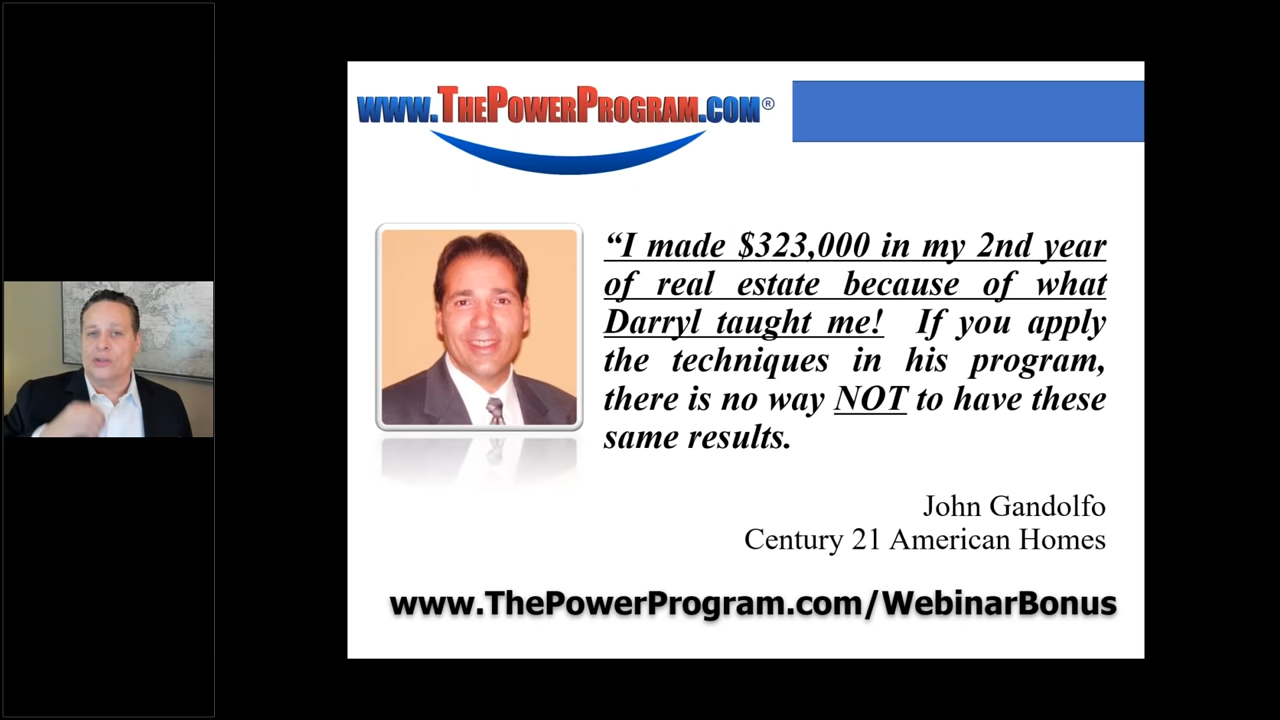 www.ThePowerProgram.com®
“I made $323,000 in my 2nd year
of real estate because of what
Darryl taught me! If you apply
the techniques in his program,
there is no way NOT to have these
same results.
John Gandolfo
Century 21 American Homes
www.ThePowerProgram.com/WebinarBonus